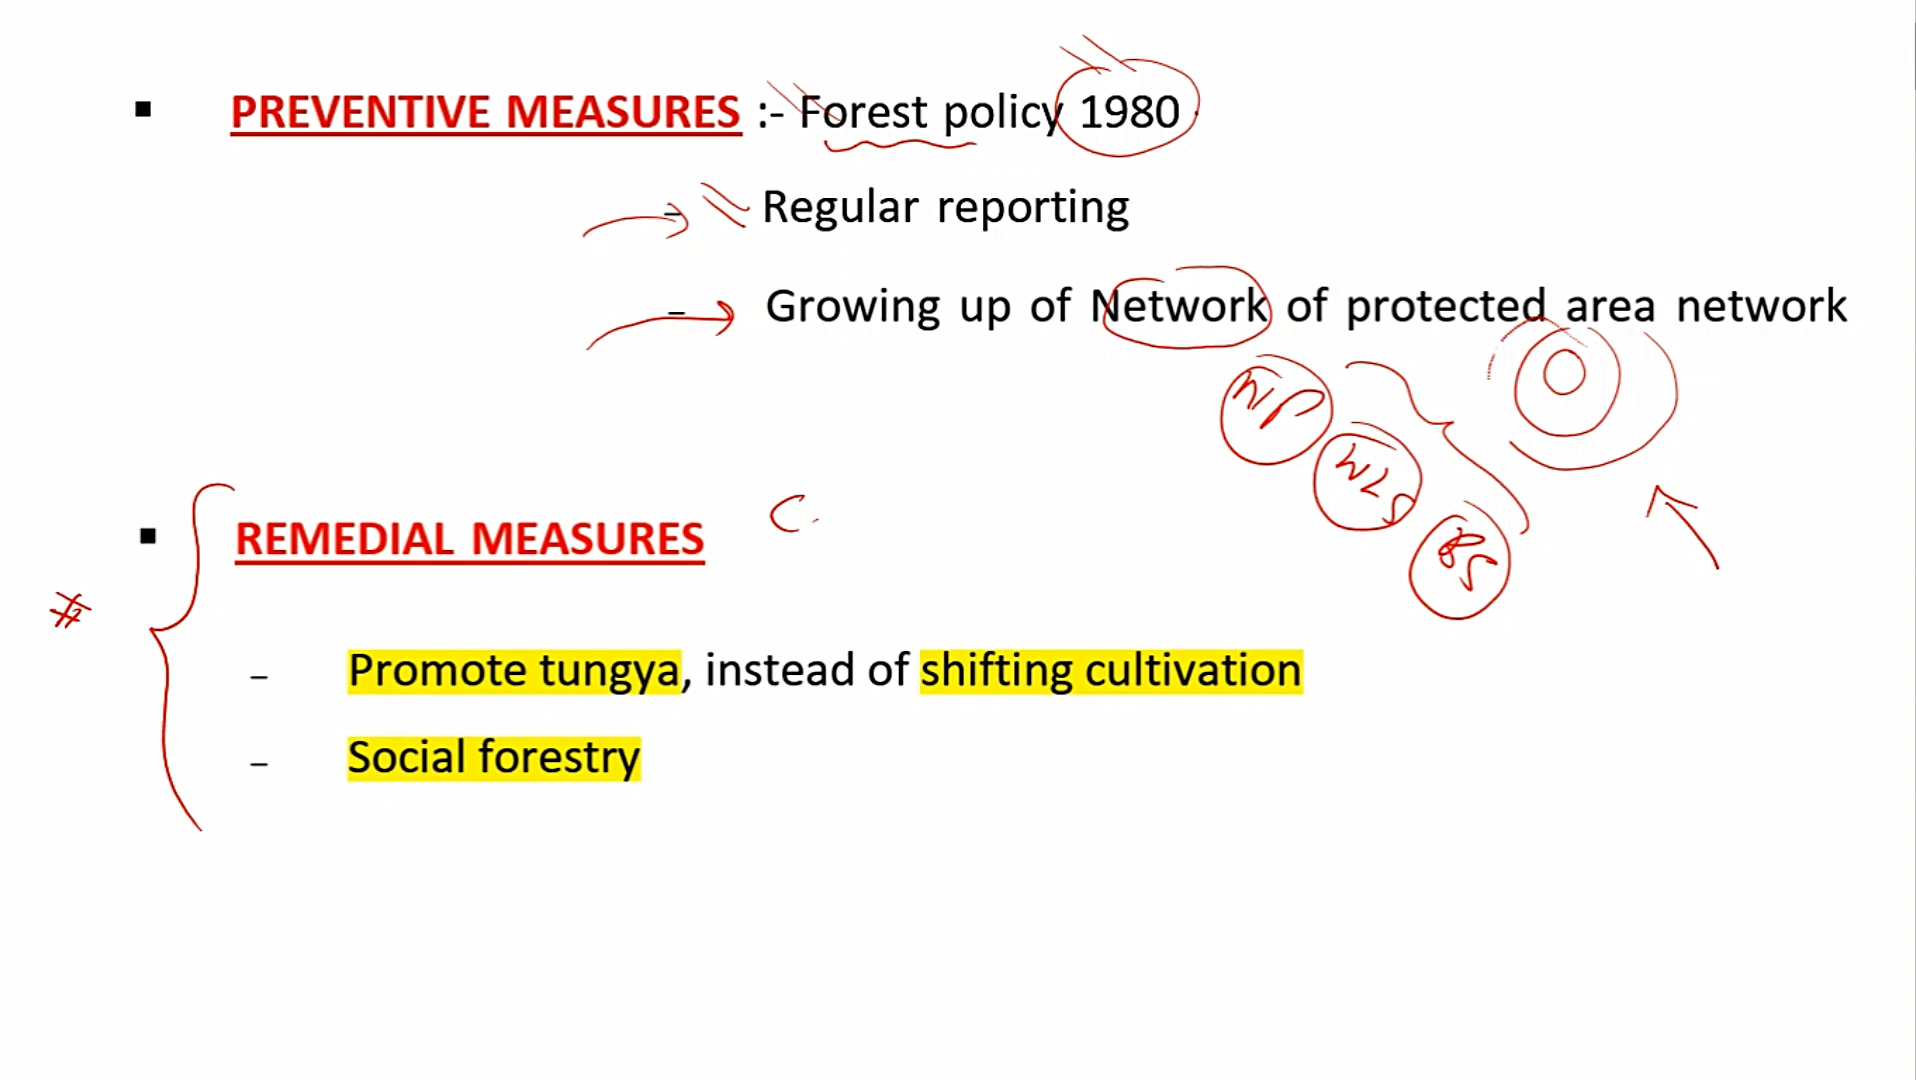 ▪ PREVENTIVE MEASURES :- Forest policy 1980
– Regular reporting
– Growing up of Network of protected area network
NP
WLS
BS
▪ REMEDIAL MEASURES C
– Promote tungya, instead of shifting cultivation
– Social forestry